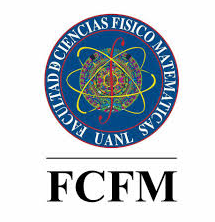 FACULTAD DE CIENCIAS FISICO MATEMATICAS
UANL
FCFM